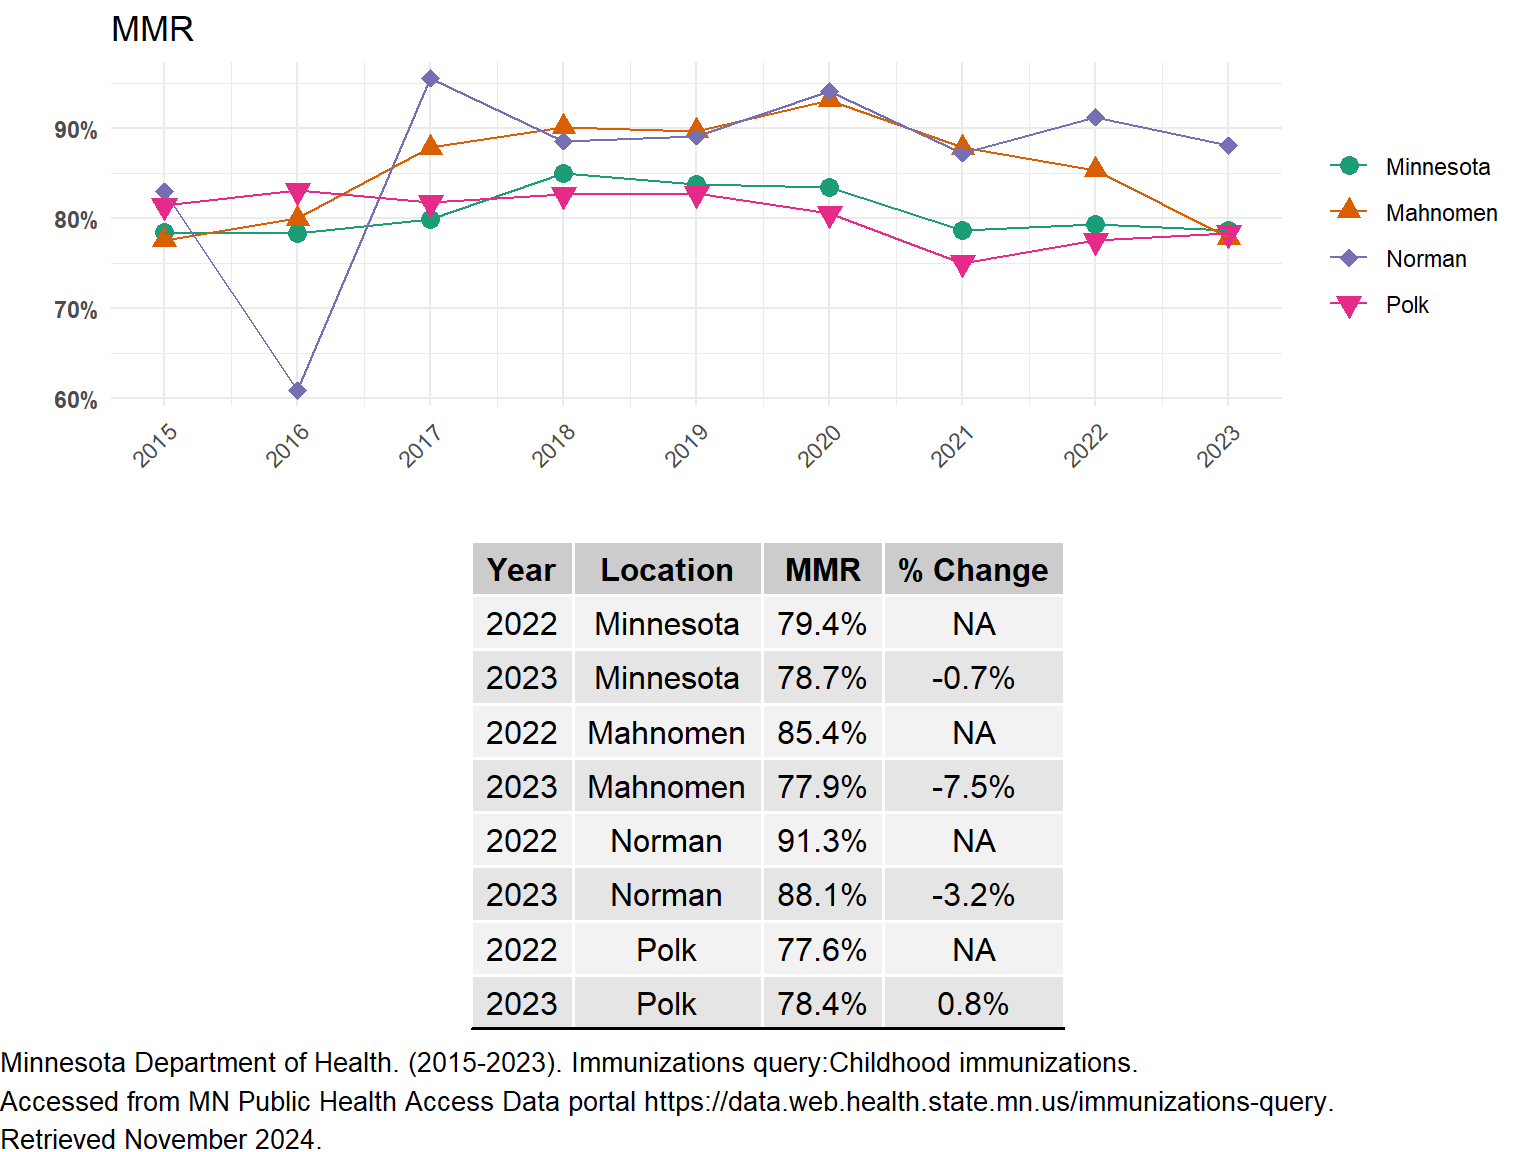 MMR
90%
80%
70%
60%
2015 2016 2017 2018 2019 2020 2021 2022 2023
Minnesota
Mahnomen
Norman
Polk
Year Location MMR % Change
2022 Minnesota 79.4% NA
2023 Minnesota 78.7% -0.7%
2022 Mahnomen 85.4% NA
2023 Mahnomen 77.9% -7.5%
2022 Norman 91.3% NA
2023 Norman 88.1% -3.2%
2022 Polk 77.6% NA
2023 Polk 78.4% 0.8%
Minnesota Department of Health. (2015-2023). Immunizations query:Childhood immunizations.
Accessed from MN Public Health Access Data portal https://data.web.health.state.mn.us/immunizations-query.
Retrieved November 2024.